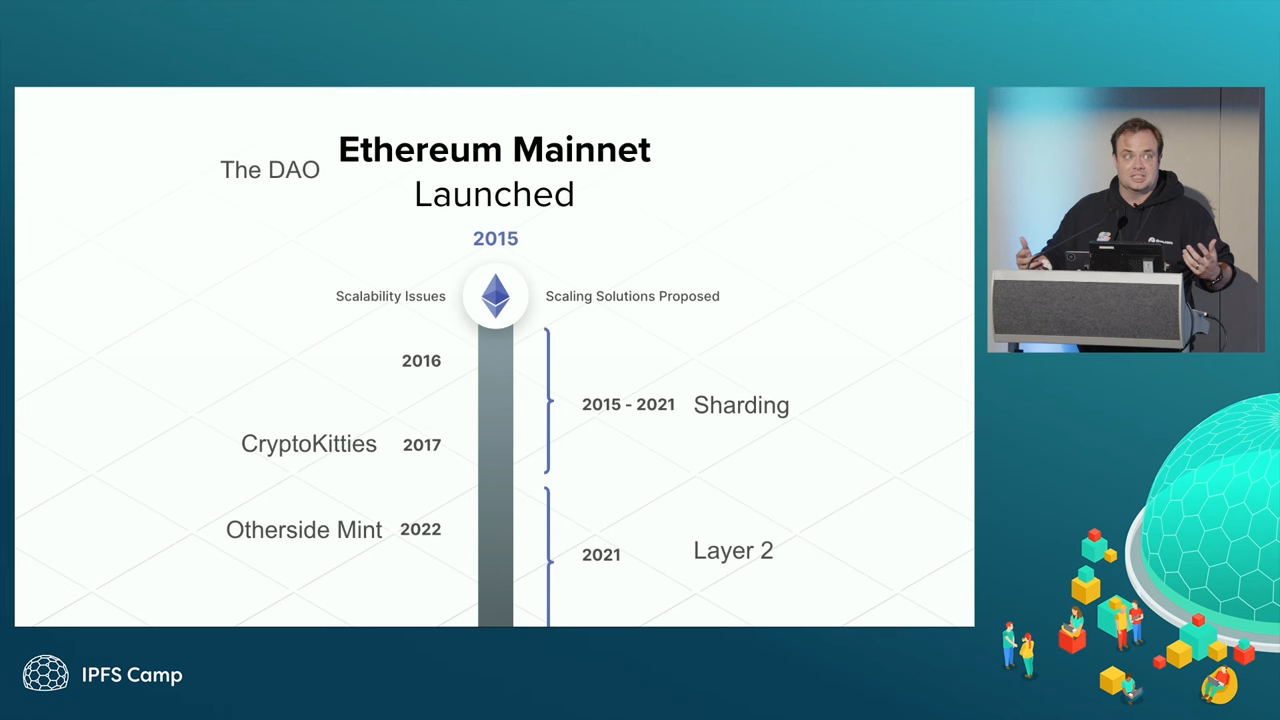 The DAO
Ethereum Mainnet
Launched
2015
Scalability Issues
Scaling Solutions Proposed
2016
2015 - 2021 Sharding
CryptoKitties 2017
Otherside Mint 2022
2021 Layer 2
IPFS Camp